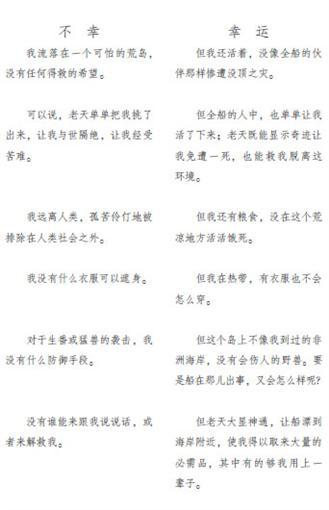 不 幸
我流落在一个可怕的荒岛，
没有任何得救的希望。
可以说，老天单单把我挑了
出来，让我与世隔绝，让我经受
苦难。
我远离人类，孤苦伶仃地被
排除在人类社会之外。
我没有什么衣服可以遮身。
对于生番或猛兽的袭击，我
没有什么防御手段。
没有谁能来跟我说说话，或
者来解救我。
幸 运
但我还活着，没像全船的伙
伴那样惨遭没顶之灾。
但全船的人中，也单单让我
活了下来；老天既能显示奇迹让
我免遭一死，也能救我脱离这
环境。
但我还有粮食，没在这个荒
凉地方活活饿死。
但我在热带，有衣服也不会
怎么穿。
但这个岛上不像我到过的非
洲海岸，没有会伤人的野兽。要
是船在那儿出事，又会怎么样呢？
但老天大显神通，让船漂到
海岸附近，使我得以取来大量的
必需品，其中有的够我用上一
辈子。